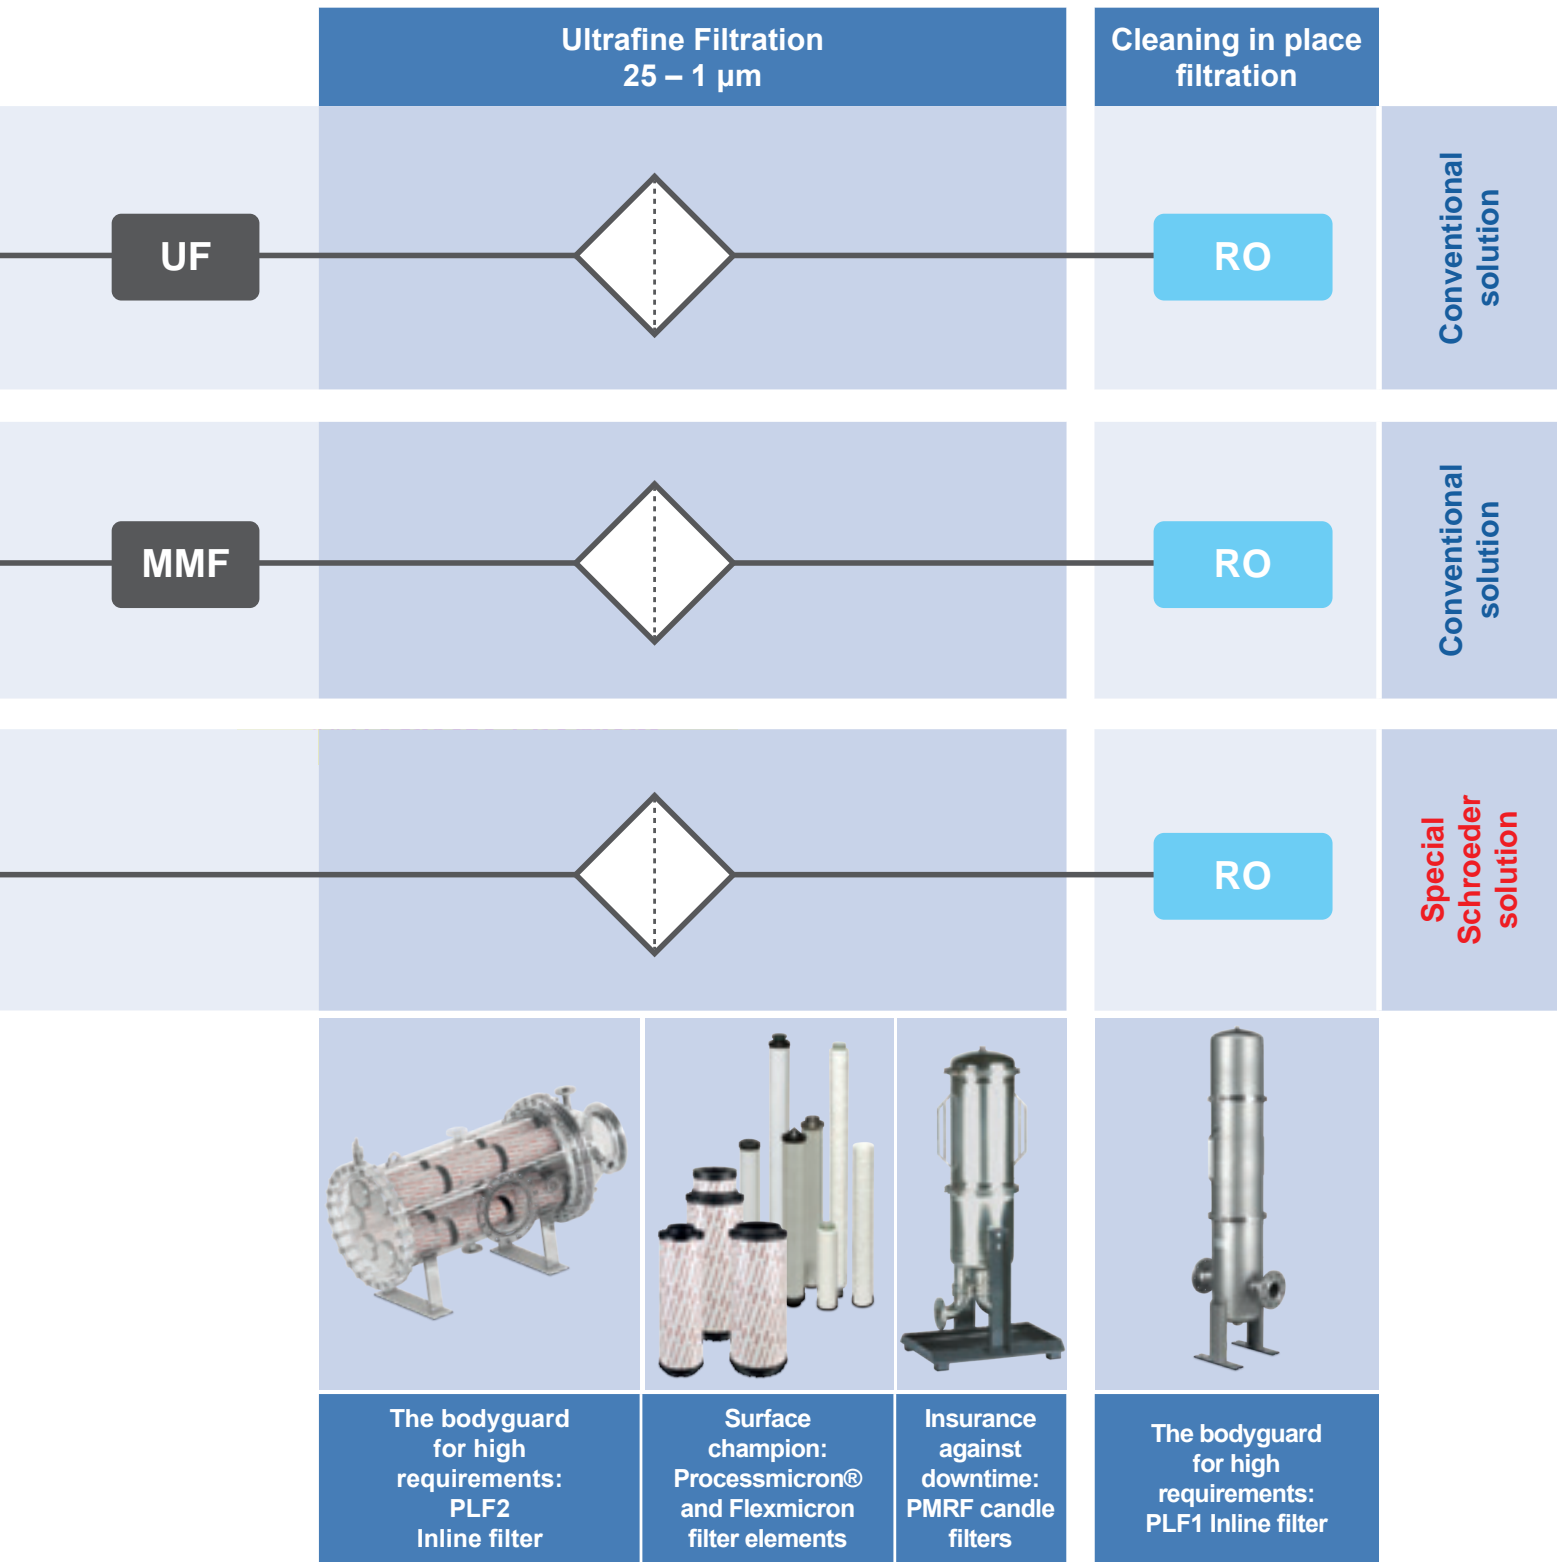 Ultrafine Filtration
25 – 1 µm
Cleaning in place
filtration
UF
RO
Conventional
solution
MMF
RO
Conventional
solution
RO
Special
Schroeder
solution
The bodyguard
for high
requirements:
PLF2
Inline filter
Surface
champion:
Processmicron®
and Flexmicron
filter elements
Insurance
against
downtime:
PMRF candle
filters
The bodyguard
for high
requirements:
PLF1 Inline filter